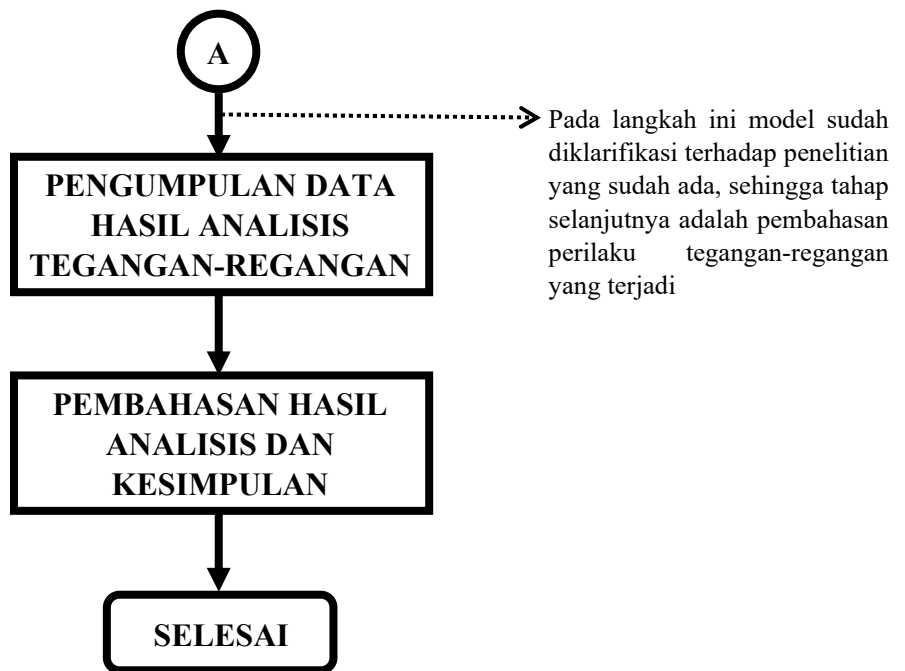 A
Pada langkah ini model sudah
diklarifikasi terhadap penelitian
yang sudah ada, sehingga tahap
selanjutnya adalah pembahasan
perilaku tegangan-regangan
yang terjadi
PENGUMPULAN DATA
HASIL ANALISIS
TEGANGAN-REGANGAN
PEMBAHASAN HASIL
ANALISIS DAN
KESIMPULAN
SELESAI